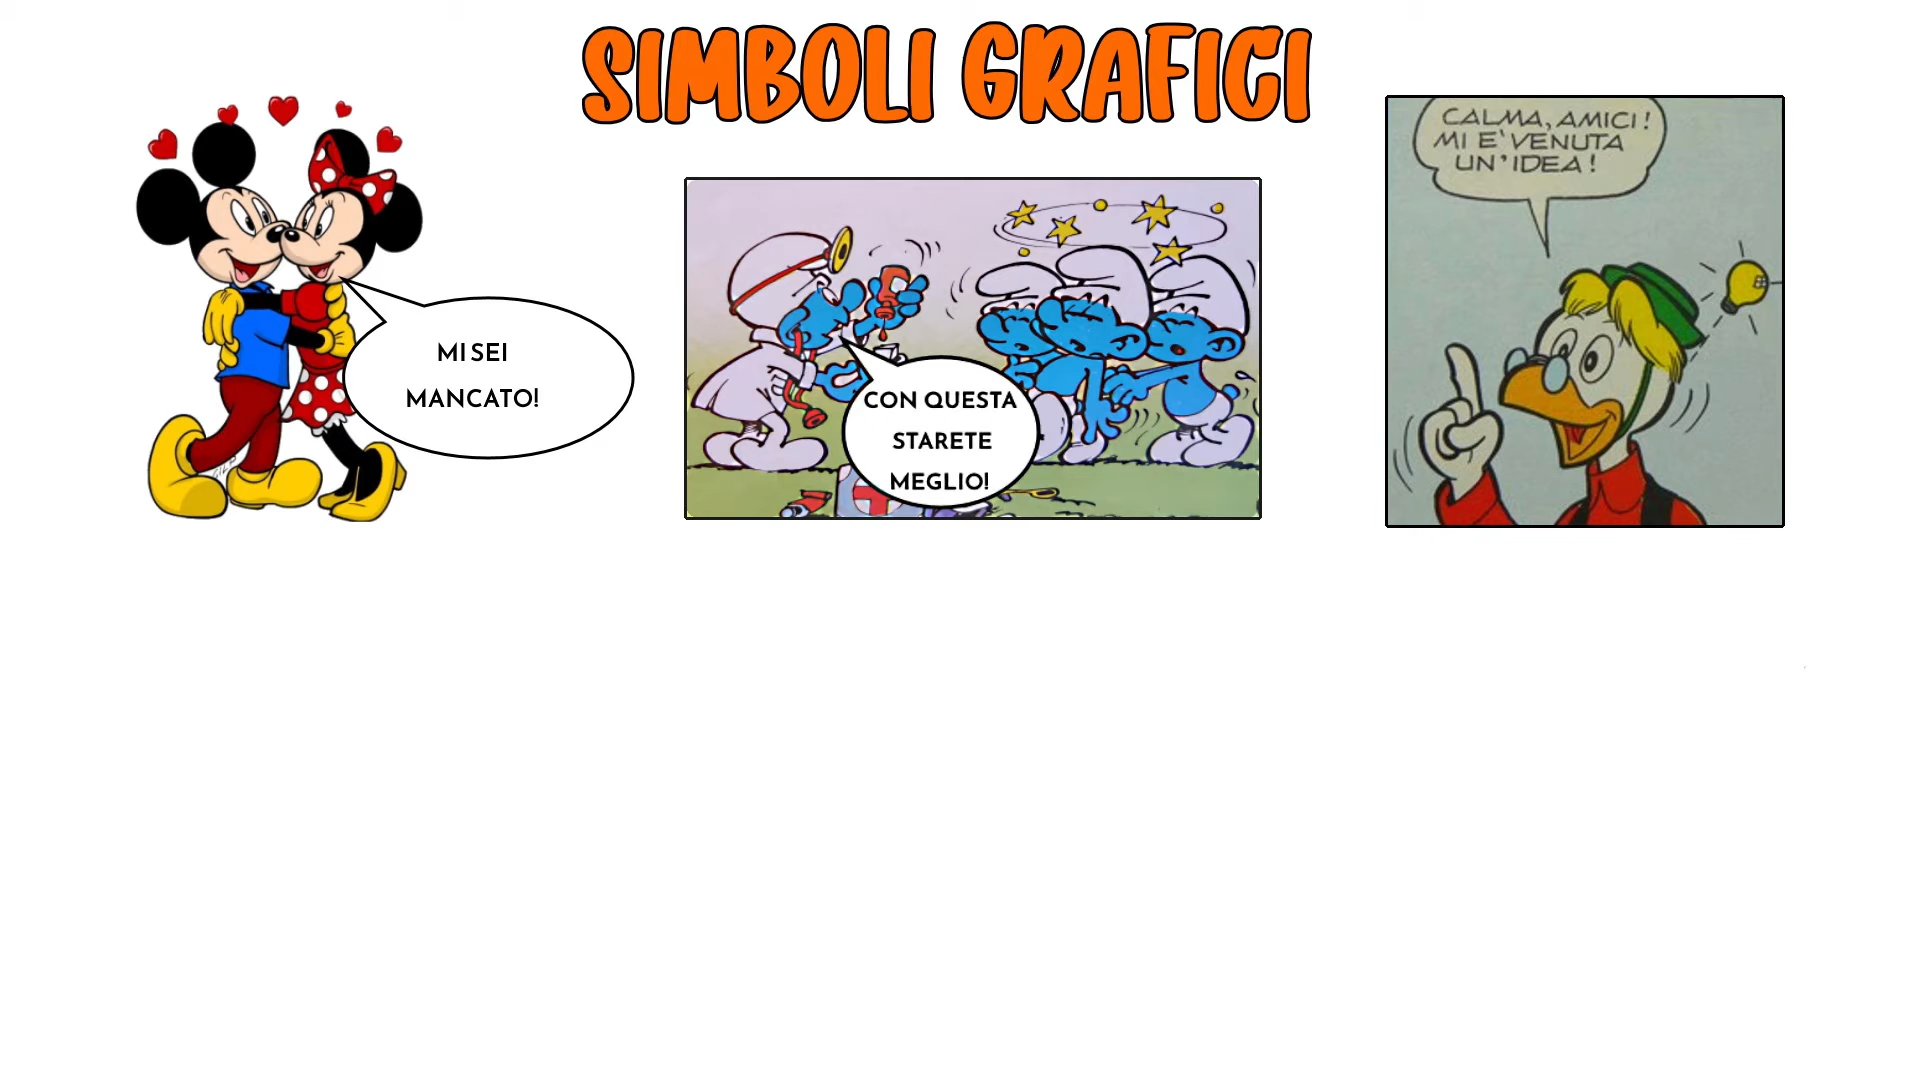 SIMBOLI GRAFICI
MI SEI
MANCATO!
CON QUESTA
STARETE
MEGLIO!
CALMA, AMICI!
MI E' VENUTA
UN'IDEA!